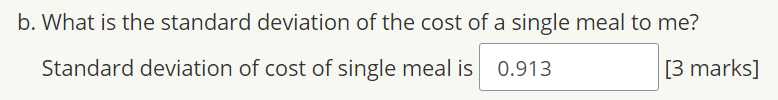 b. What is the standard deviation of the cost of a single meal to me?
Standard deviation of cost of single meal is 0.913 [3 marks]